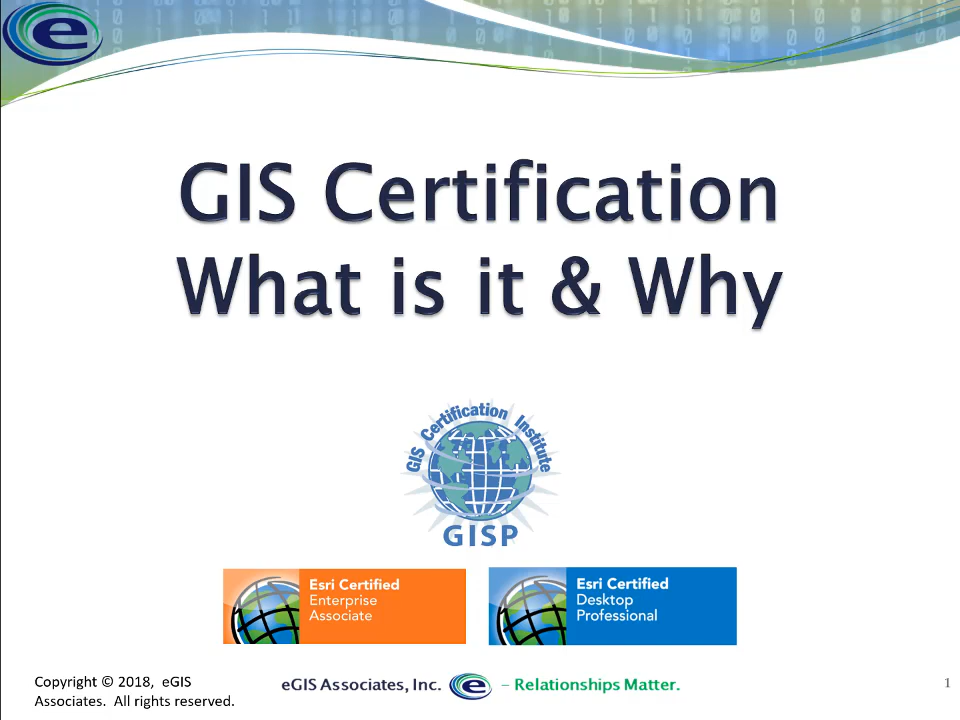 e
GIS Certification
What is it & Why
GIS Certification Institute
GISP
Esri Certified
Enterprise
Associate
Esri Certified
Desktop
Professional
Copyright © 2018, eGIS
Associates. All rights reserved.
eGIS Associates, Inc. e – Relationships Matter.
1